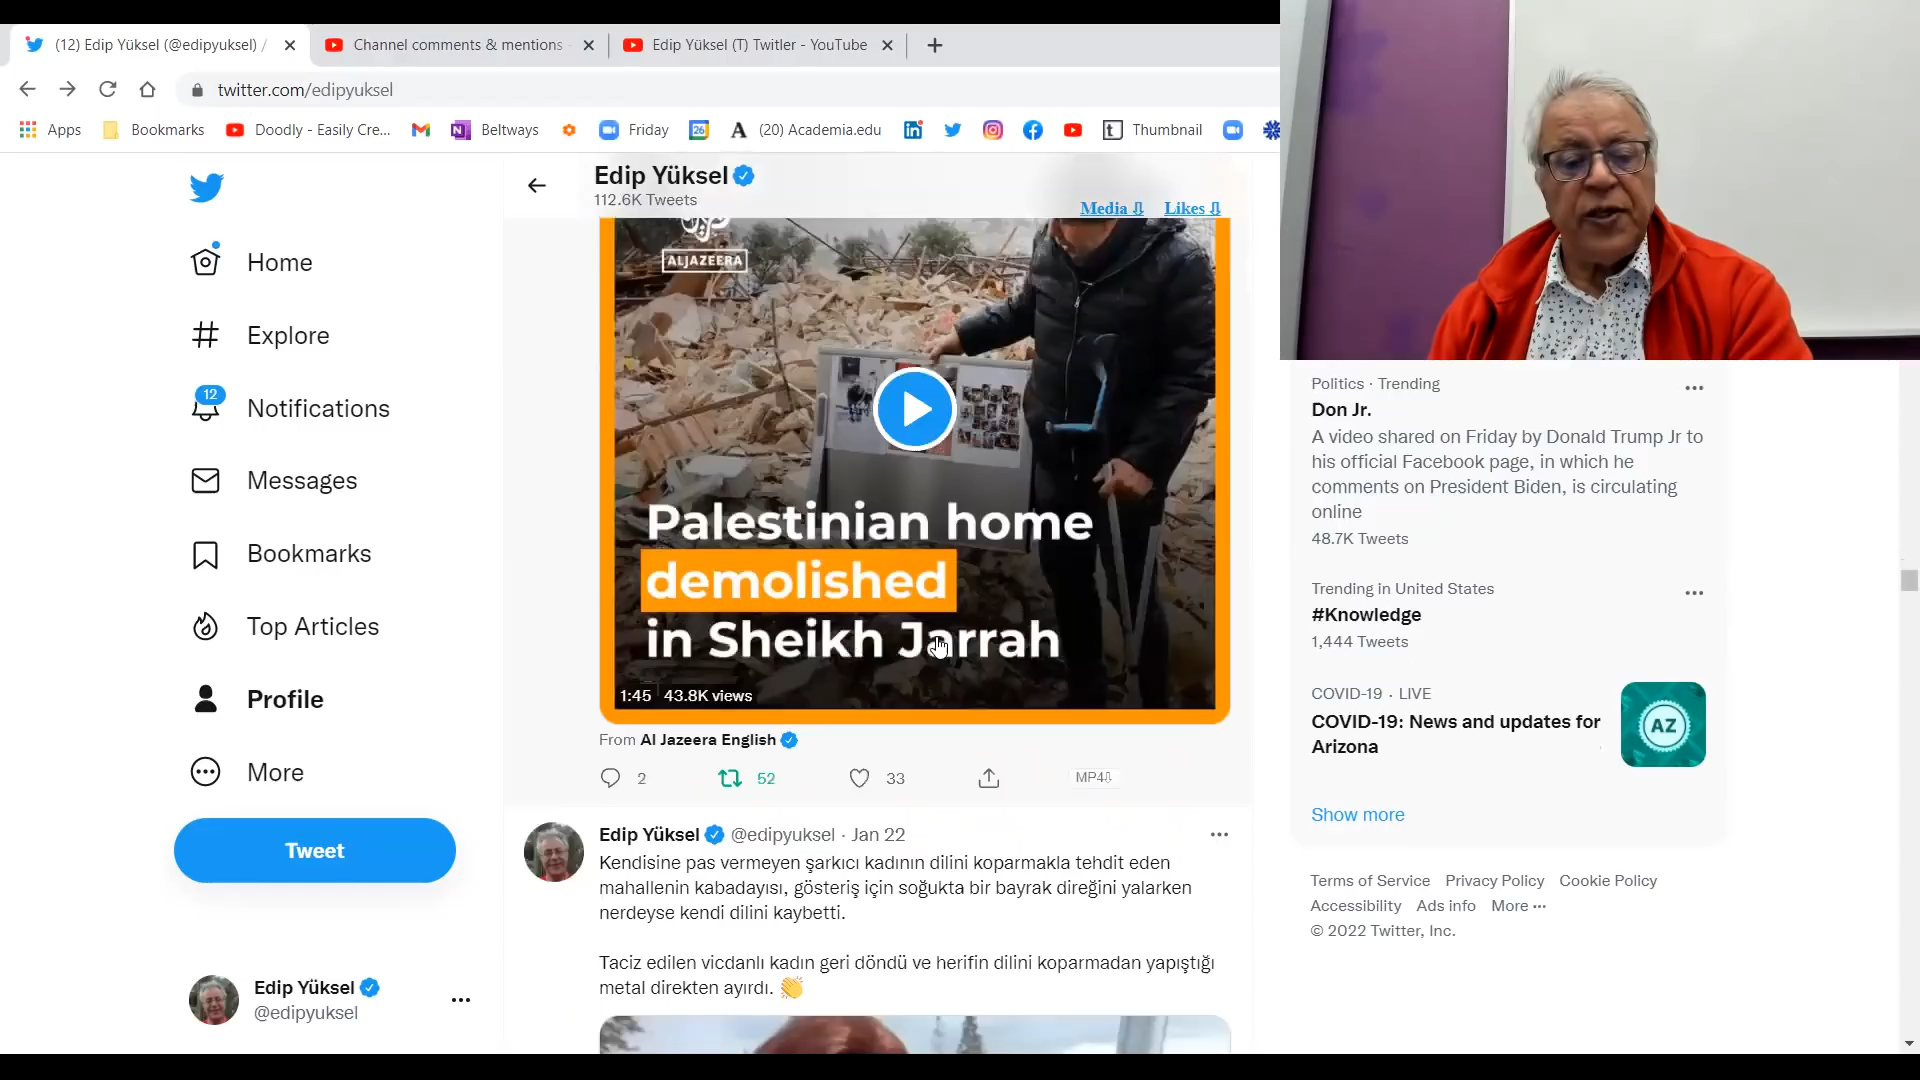 (12) Edip Yüksel (@edipyuksel) /
Channel comments & mentions
Edip Yüksel (T) Twitler - YouTube
twitter.com/edipyuksel
Apps
Bookmarks
Doodly - Easily Cre...
Beltways
Friday
26
(20) Academia.edu
Thumbnail
Edip Yüksel
112.6K Tweets
Media ⇩
Likes ⇩
Home
Explore
12
Notifications
Messages
Bookmarks
Top Articles
Profile
More
Tweet
Edip Yüksel
@edipyuksel
ALJAZEERA
Palestinian home
demolished
in Sheikh Jarrah
1:45 43.8K views
From Al Jazeera English
2
52
33
MP4⇩
Edip Yüksel @edipyuksel · Jan 22
Kendisine pas vermeyen şarkıcı kadının dilini koparmakla tehdit eden
mahallenin kabadayısı, gösteriş için soğukta bir bayrak direğini yalarken
nerdeyse kendi dilini kaybetti.
Taciz edilen vicdanlı kadın geri döndü ve herifin dilini koparmadan yapıştığı
metal direkten ayırdı. 👏
Politics · Trending
Don Jr.
A video shared on Friday by Donald Trump Jr to
his official Facebook page, in which he
comments on President Biden, is circulating
online
48.7K Tweets
Trending in United States
#Knowledge
1,444 Tweets
COVID-19 · LIVE
COVID-19: News and updates for
Arizona
AZ
Show more
Terms of Service Privacy Policy Cookie Policy
Accessibility Ads info More ···
© 2022 Twitter, Inc.